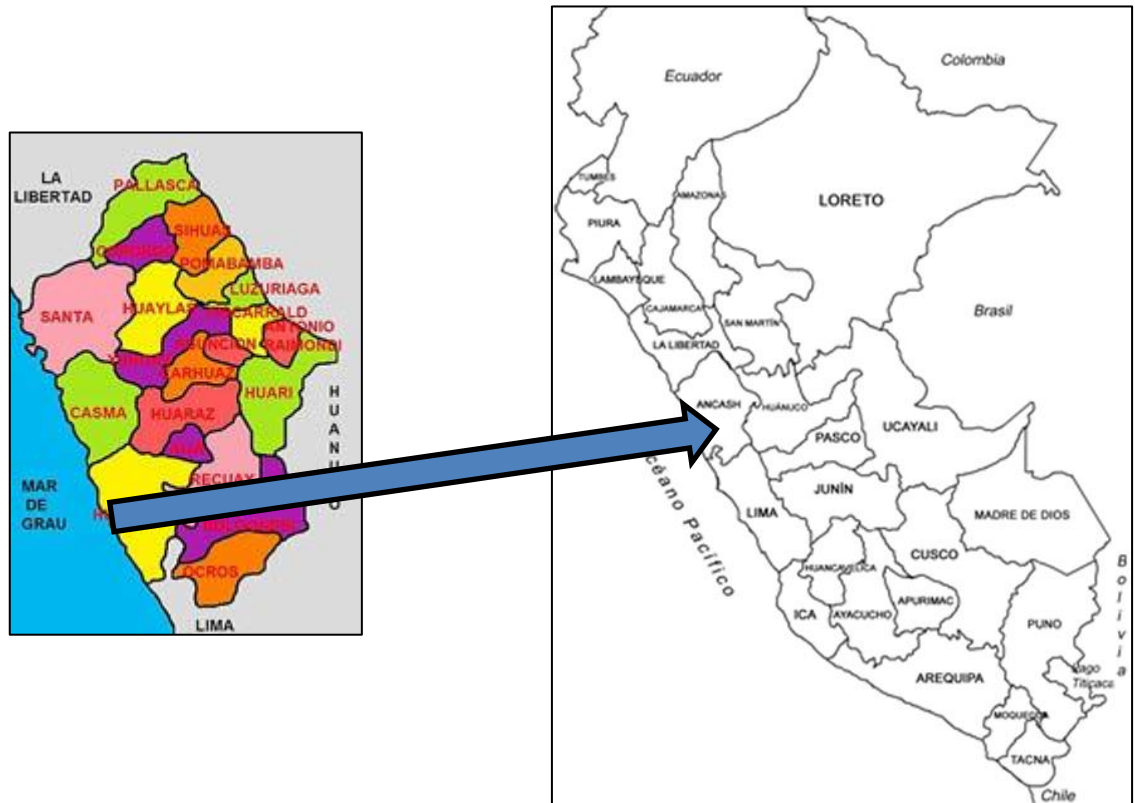 LA
LIBERTAD
PALLASCA
SIHUAS
POMABAMBA
LUZURIAGA
HUAYLAS
SANTA
ANTONIO
RAIMONDI
CARHUAZ
HUARI
CASMA
HUARAZ
HUANUCO
RECUAY
MAR
DE
GRAU
OCROS
LIMA
Ecuador
Colombia
TUMBES
AMAZONAS
PIURA
LORETO
LAMBAYEQUE
CAJAMARCA
SAN MARTÍN
Brasil
LA LIBERTAD
ANCASH
HUÁNUCO
UCAYALI
PASCO
JUNÍN
LIMA
MADRE DE DIOS
CUSCO
Pacífico
HUANCAVELICA
ICA
AYACUCHO
APURIMAC
PUNO
Bolivia
AREQUIPA
Lago
Titicaca
MOQUEGUA
TACNA
Chile